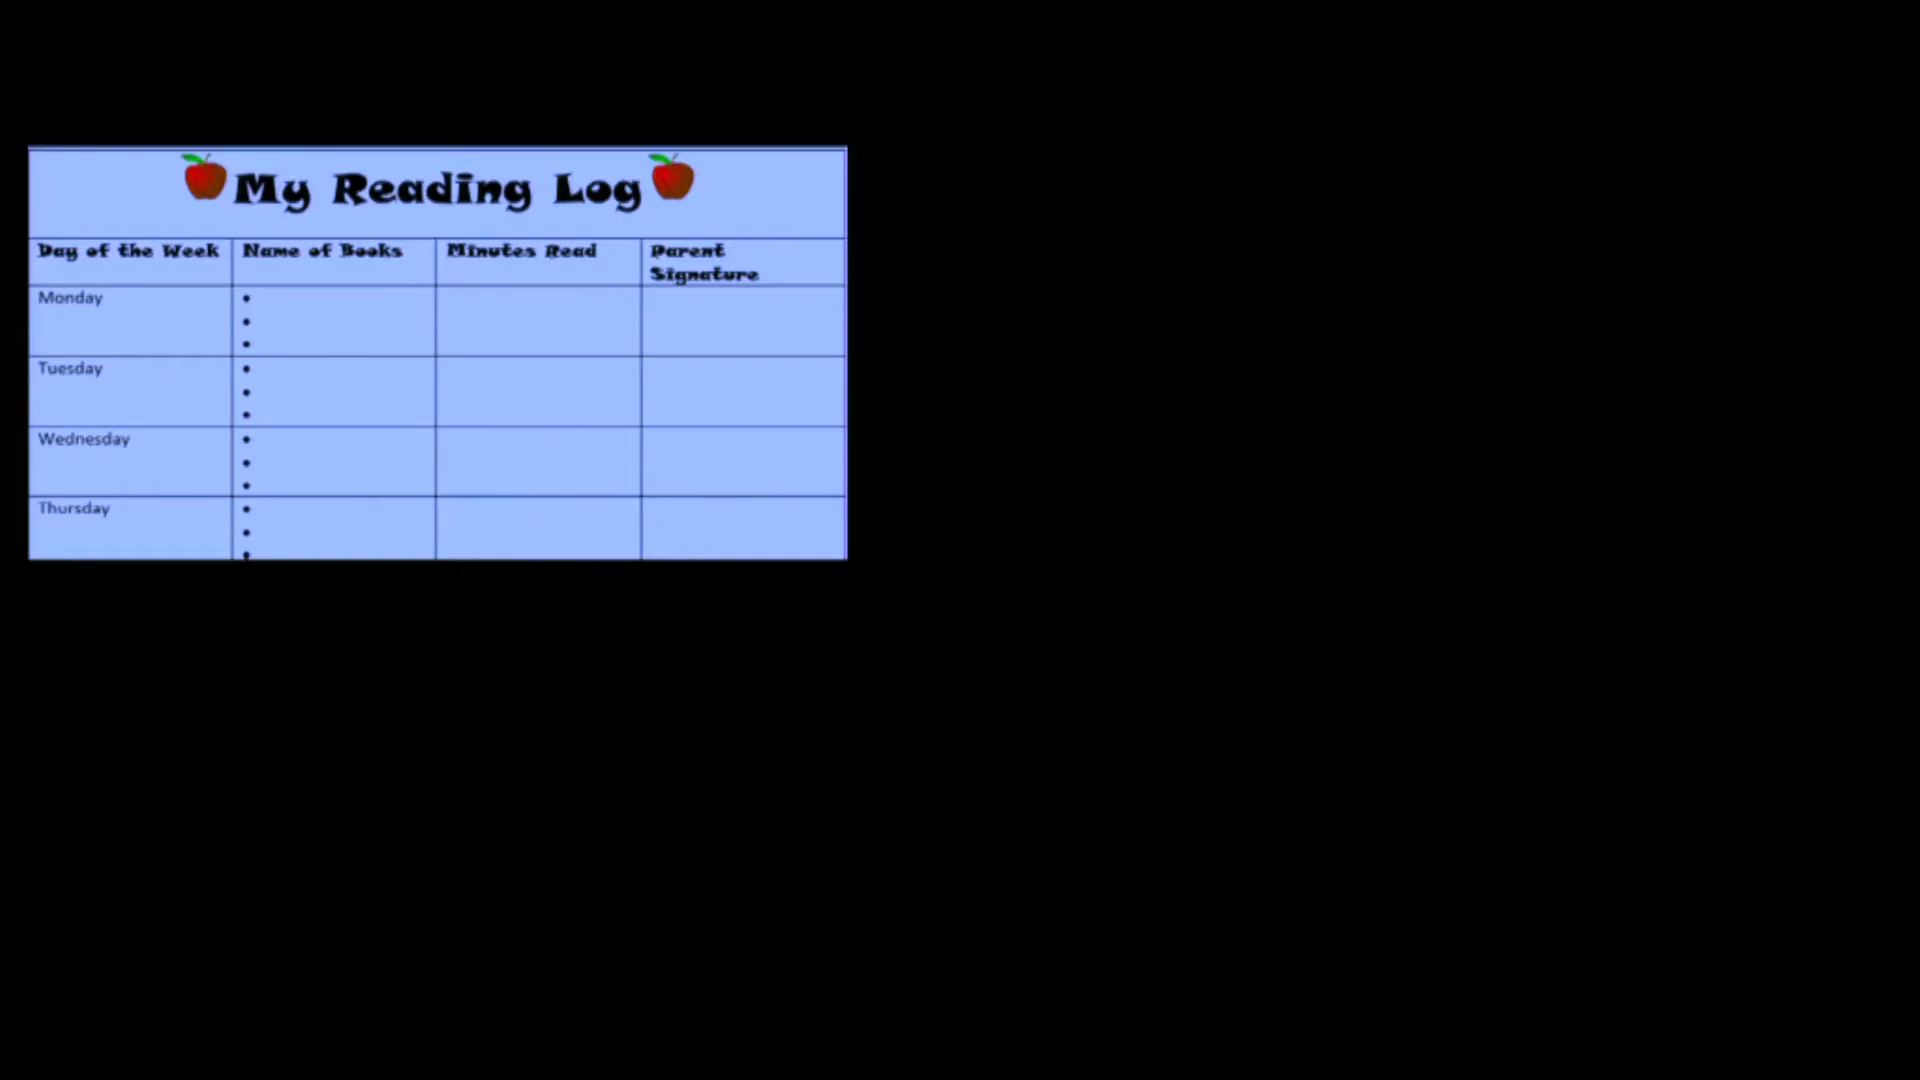 My Reading Log
Day of the Week Name of Books Minutes Read Parent Signature
Monday
•
•
•
Tuesday
•
•
•
Wednesday
•
•
•
Thursday
•
•
•